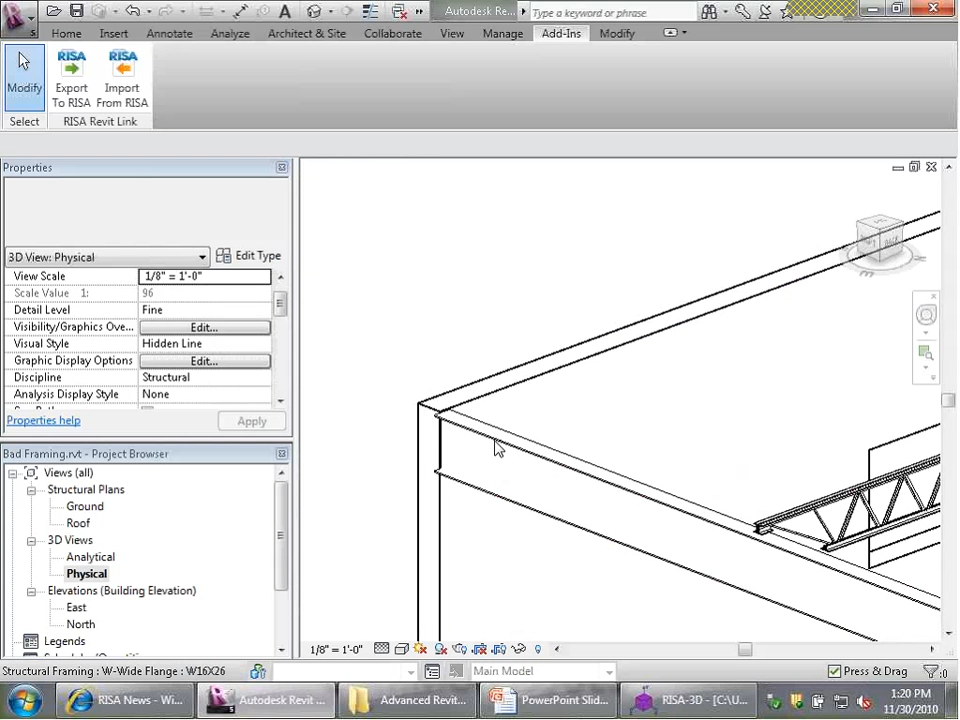 Autodesk Re...
Type a keyword or phrase
Home Insert Annotate Analyze Architect & Site Collaborate View Manage Add-Ins Modify
Modify
Export To RISA
Import From RISA
Select
RISA Revit Link
Properties
3D View: Physical
Edit Type
View Scale 1/8" = 1'-0"
Scale Value 1: 96
Detail Level Fine
Visibility/Graphics Ove... Edit...
Visual Style Hidden Line
Graphic Display Options Edit...
Discipline Structural
Analysis Display Style None
Properties help
Apply
Bad Framing.rvt - Project Browser
Views (all)
Structural Plans
Ground
Roof
3D Views
Analytical
Physical
Elevations (Building Elevation)
East
North
Legends
1/8" = 1'-0"
Structural Framing : W-Wide Flange : W16X26
Main Model
Press & Drag
:0
RISA News - Wi...
Autodesk Revit ...
Advanced Revit...
PowerPoint Slid...
RISA-3D - [C:\U...
1:20 PM
11/30/2010